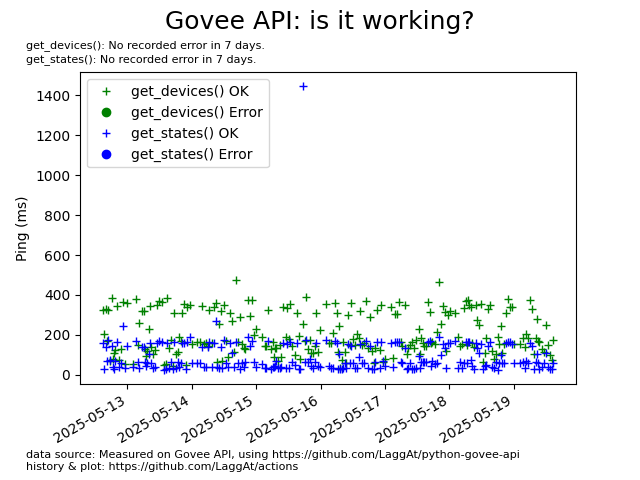 Govee API: is it working?
get_devices(): No recorded error in 7 days.
get_states(): No recorded error in 7 days.
get_devices() OK
get_devices() Error
get_states() OK
get_states() Error
Ping (ms)
1400
1200
1000
800
600
400
200
0
2025-05-13
2025-05-14
2025-05-15
2025-05-16
2025-05-17
2025-05-18
2025-05-19
data source: Measured on Govee API, using https://github.com/LaggAt/python-govee-api
history & plot: https://github.com/LaggAt/actions